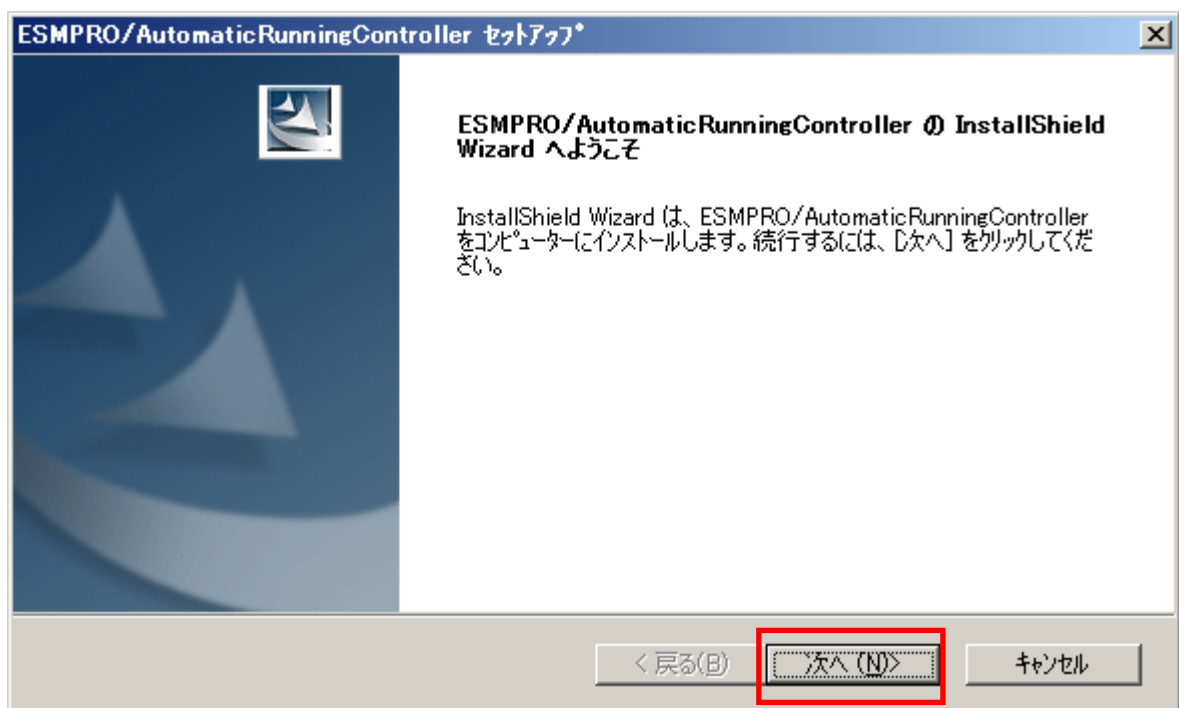 ESMPRO/AutomaticRunningController セットアップ
ESMPRO/AutomaticRunningController の InstallShield
Wizard へようこそ
InstallShield Wizard は、ESMPRO/AutomaticRunningController
をコンピューターにインストールします。続行するには、[次へ] をクリックしてくだ
さい。
< 戻る(B)
次へ (N)>
キャンセル